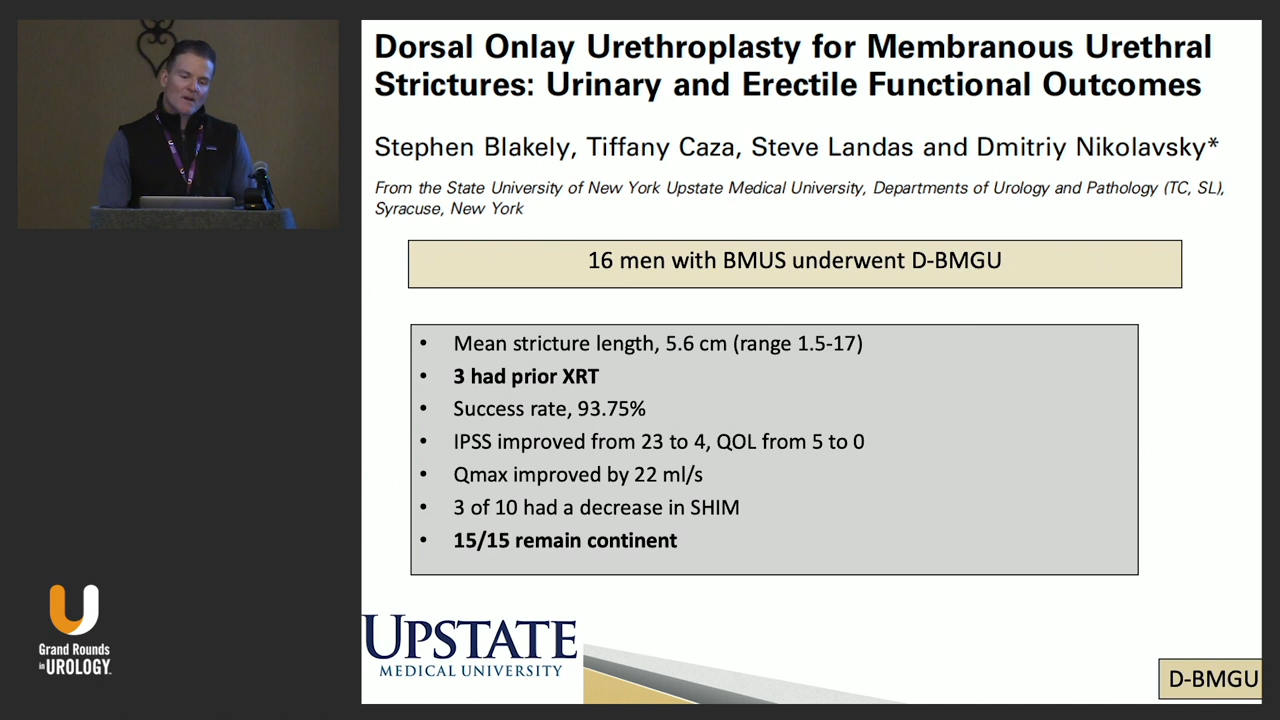 Dorsal Onlay Urethroplasty for Membranous Urethral
Strictures: Urinary and Erectile Functional Outcomes
Stephen Blakely, Tiffany Caza, Steve Landas and Dmitriy Nikolavsky*
From the State University of New York Upstate Medical University, Departments of Urology and Pathology (TC, SL),
Syracuse, New York
16 men with BMUS underwent D-BMGU
• Mean stricture length, 5.6 cm (range 1.5-17)
• 3 had prior XRT
• Success rate, 93.75%
• IPSS improved from 23 to 4, QOL from 5 to 0
• Qmax improved by 22 ml/s
• 3 of 10 had a decrease in SHIM
• 15/15 remain continent
Grand Rounds
in UROLOGY
UPSTATE
MEDICAL UNIVERSITY
D-BMGU